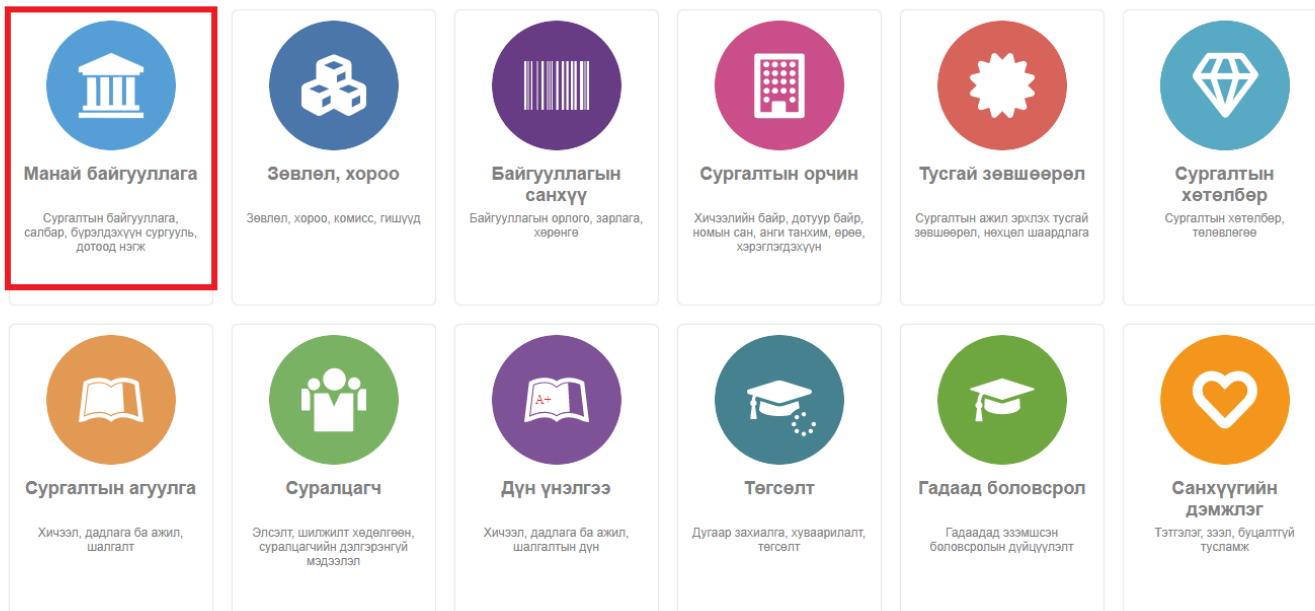 Манай байгууллага
Сургалтын байгууллага,
салбар, бүрэлдэхүүн сургууль,
дотоод нэгж
Зөвлөл, хороо
Зөвлөл, хороо, комисс, гишүүд
Байгууллагын
санхүү
Байгууллагын орлого, зарлага,
хөрөнгө
Сургалтын орчин
Хичээлийн байр, дотуур байр,
номын сан, анги танхим, өрөө,
хэрэглэгдэхүүн
Тусгай зөвшөөрөл
Сургалтын ажил эрхлэх тусгай
зөвшөөрөл, нөхцөл шаардлага
Сургалтын
хөтөлбөр
Сургалтын хөтөлбөр,
төлөвлөгөө
Сургалтын агуулга
Хичээл, дадлага ба ажил,
шалгалт
Суралцагч
Элсэлт, шилжилт хөдөлгөөн,
суралцагчийн дэлгэрэнгүй
мэдээлэл
A+
Дүн үнэлгээ
Хичээл, дадлага ба ажил,
шалгалтын дүн
Төгсөлт
Дугаар захиалга, хуваарилалт,
төгсөлт
Гадаад боловсрол
Гадаадад эзэмшсэн
боловсролын дүйцүүлэлт
Санхүүгийн
дэмжлэг
Тэтгэлэг, зээл, буцалтгүй
тусламж